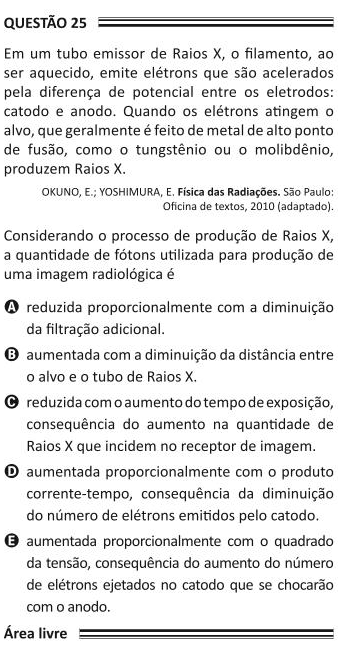 QUESTÃO 25
Em um tubo emissor de Raios X, o filamento, ao
ser aquecido, emite elétrons que são acelerados
pela diferença de potencial entre os eletrodos:
catodo e anodo. Quando os elétrons atingem o
alvo, que geralmente é feito de metal de alto ponto
de fusão, como o tungstênio ou o molibdênio,
produzem Raios X.
OKUNO, E.; YOSHIMURA, E. Física das Radiações. São Paulo:
Oficina de textos, 2010 (adaptado).
Considerando o processo de produção de Raios X,
a quantidade de fótons utilizada para produção de
uma imagem radiológica é
A reduzida proporcionalmente com a diminuição
da filtração adicional.
B aumentada com a diminuição da distância entre
o alvo e o tubo de Raios X.
C reduzida com o aumento do tempo de exposição,
consequência do aumento na quantidade de
Raios X que incidem no receptor de imagem.
D aumentada proporcionalmente com o produto
corrente-tempo, consequência da diminuição
do número de elétrons emitidos pelo catodo.
E aumentada proporcionalmente com o quadrado
da tensão, consequência do aumento do número
de elétrons ejetados no catodo que se chocarão
com o anodo.
Área livre